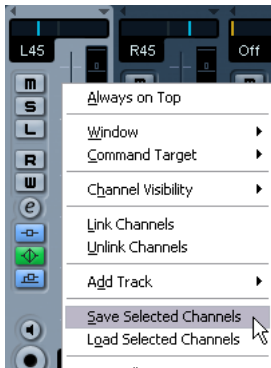 L45 R45 Off
m
S
L
R
W
e
Always on Top
Window
Command Target
Channel Visibility
Link Channels
Unlink Channels
Add Track
Save Selected Channels
Load Selected Channels